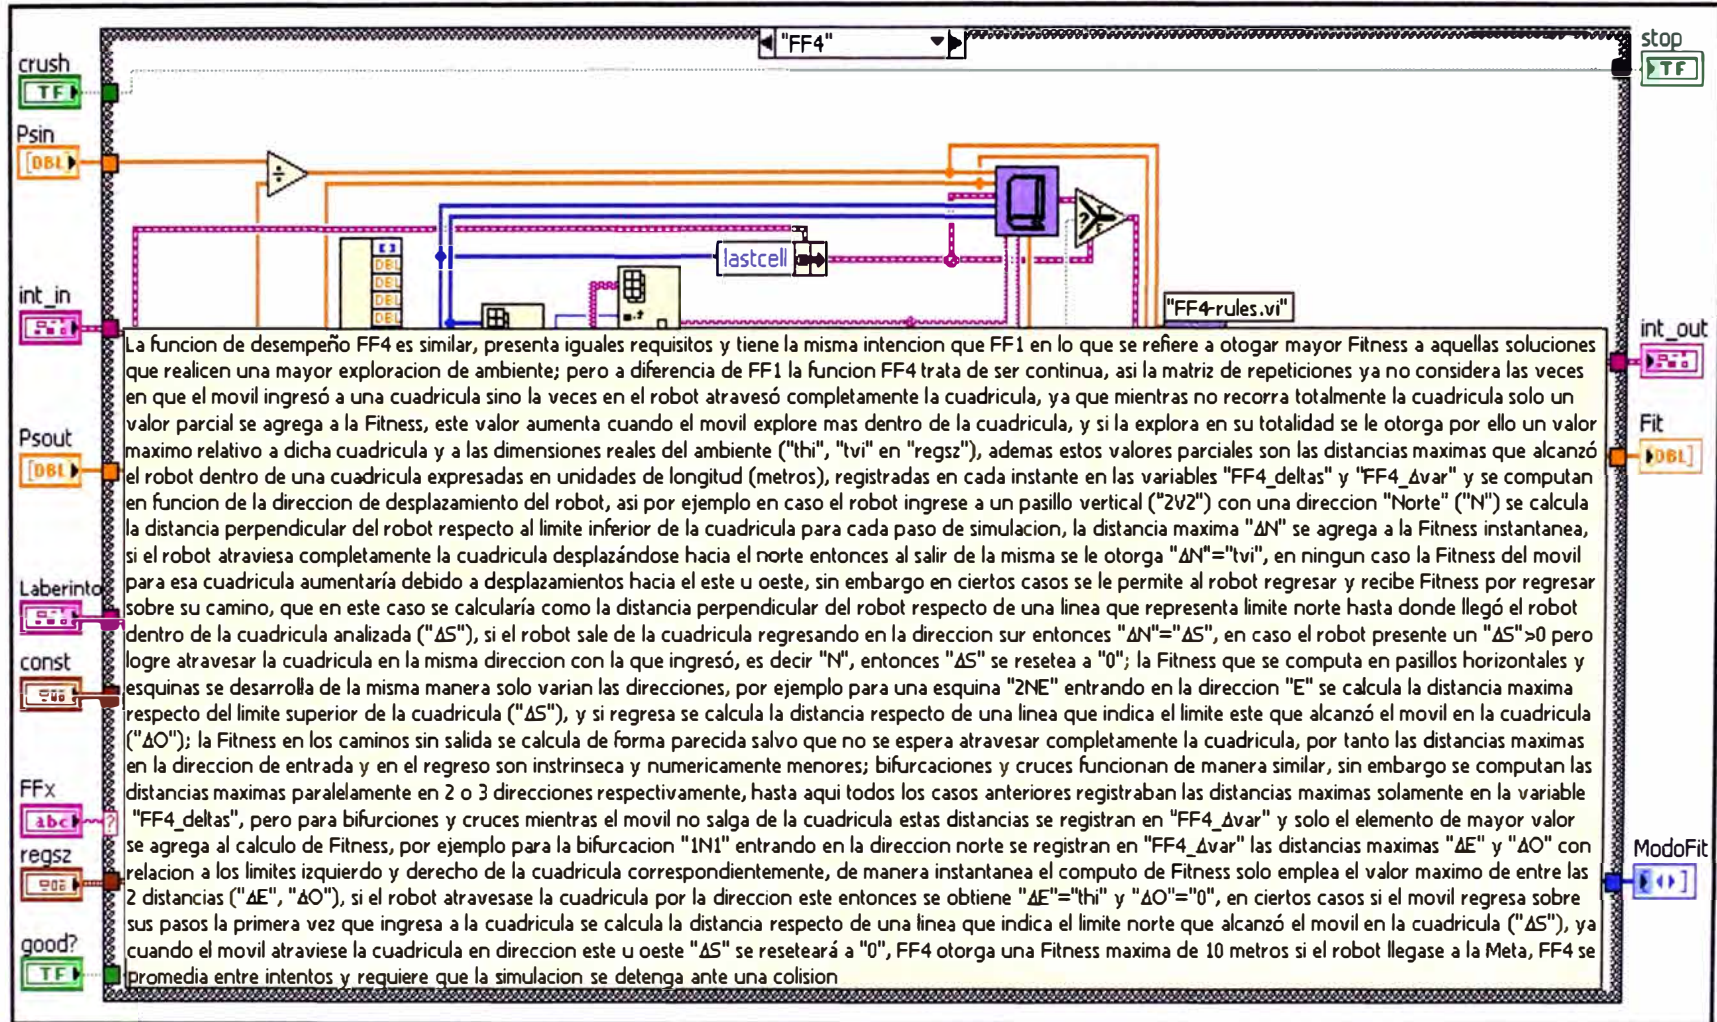 "FF4"
stop
TF
crush
TF
Psin
[DBL]
[]
DBL
DBL
DBL
DBL
lastcell
?
T
F
"FF4-rules.vi"
int_in
int_out
Psout
[DBL]
Fit
DBL]
Laberinto
const
FFx
abc
?
regsz
ModoFit
good?
TF
La funcion de desempeño FF4 es similar, presenta iguales requisitos y tiene la misma intencion que FF1 en lo que se refiere a otogar mayor Fitness a aquellas soluciones
que realicen una mayor exploracion de ambiente; pero a diferencia de FF1 la funcion FF4 trata de ser continua, asi la matriz de repeticiones ya no considera las veces
en que el movil ingresó a una cuadricula sino la veces en el robot atravesó completamente la cuadricula, ya que mientras no recorra totalmente la cuadricula solo un
valor parcial se agrega a la Fitness, este valor aumenta cuando el movil explore mas dentro de la cuadricula, y si la explora en su totalidad se le otorga por ello un valor
maximo relativo a dicha cuadricula y a las dimensiones reales del ambiente ("thi", "tvi" en "regsz"), ademas estos valores parciales son las distancias maximas que alcanzó
el robot dentro de una cuadricula expresadas en unidades de longitud (metros), registradas en cada instante en las variables "FF4_deltas" y "FF4_Δvar" y se computan
en funcion de la direccion de desplazamiento del robot, asi por ejemplo en caso el robot ingrese a un pasillo vertical ("2V2") con una direccion "Norte" ("N") se calcula
la distancia perpendicular del robot respecto al limite inferior de la cuadricula para cada paso de simulacion, la distancia maxima "ΔN" se agrega a la Fitness instantanea,
si el robot atraviesa completamente la cuadricula desplazándose hacia el norte entonces al salir de la misma se le otorga "ΔN"="tvi", en ningun caso la Fitness del movil
para esa cuadricula aumentaría debido a desplazamientos hacia el este u oeste, sin embargo en ciertos casos se le permite al robot regresar y recibe Fitness por regresar
sobre su camino, que en este caso se calcularía como la distancia perpendicular del robot respecto de una linea que representa limite norte hasta donde llegó el robot
dentro de la cuadricula analizada ("ΔS"), si el robot sale de la cuadricula regresando en la direccion sur entonces "ΔN"="ΔS", en caso el robot presente un "ΔS">0 pero
logre atravesar la cuadricula en la misma direccion con la que ingresó, es decir "N", entonces "ΔS" se resetea a "0"; la Fitness que se computa en pasillos horizontales y
esquinas se desarrolla de la misma manera solo varian las direcciones, por ejemplo para una esquina "2NE" entrando en la direccion "E" se calcula la distancia maxima
respecto del limite superior de la cuadricula ("ΔS"), y si regresa se calcula la distancia respecto de una linea que indica el limite este que alcanzó el movil en la cuadricula
("ΔO"); la Fitness en los caminos sin salida se calcula de forma parecida salvo que no se espera atravesar completamente la cuadricula, por tanto las distancias maximas
en la direccion de entrada y en el regreso son instrinseca y numericamente menores; bifurcaciones y cruces funcionan de manera similar, sin embargo se computan las
distancias maximas paralelamente en 2 o 3 direcciones respectivamente, hasta aqui todos los casos anteriores registraban las distancias maximas solamente en la variable
"FF4_deltas", pero para bifurciones y cruces mientras el movil no salga de la cuadricula estas distancias se registran en "FF4_Δvar" y solo el elemento de mayor valor
se agrega al calculo de Fitness, por ejemplo para la bifurcacion "1N1" entrando en la direccion norte se registran en "FF4_Δvar" las distancias maximas "ΔE" y "ΔO" con
relacion a los limites izquierdo y derecho de la cuadricula correspondientemente, de manera instantanea el computo de Fitness solo emplea el valor maximo de entre las
2 distancias ("ΔE", "ΔO"), si el robot atravesase la cuadricula por la direccion este entonces se obtiene "ΔE"="thi" y "ΔO"="0", en ciertos casos si el movil regresa sobre
sus pasos la primera vez que ingresa a la cuadricula se calcula la distancia respecto de una linea que indica el limite norte que alcanzó el movil en la cuadricula ("ΔS"), ya
cuando el movil atraviese la cuadricula en direccion este u oeste "ΔS" se reseteará a "0", FF4 otorga una Fitness maxima de 10 metros si el robot llegase a la Meta, FF4 se
promedia entre intentos y requiere que la simulacion se detenga ante una colision